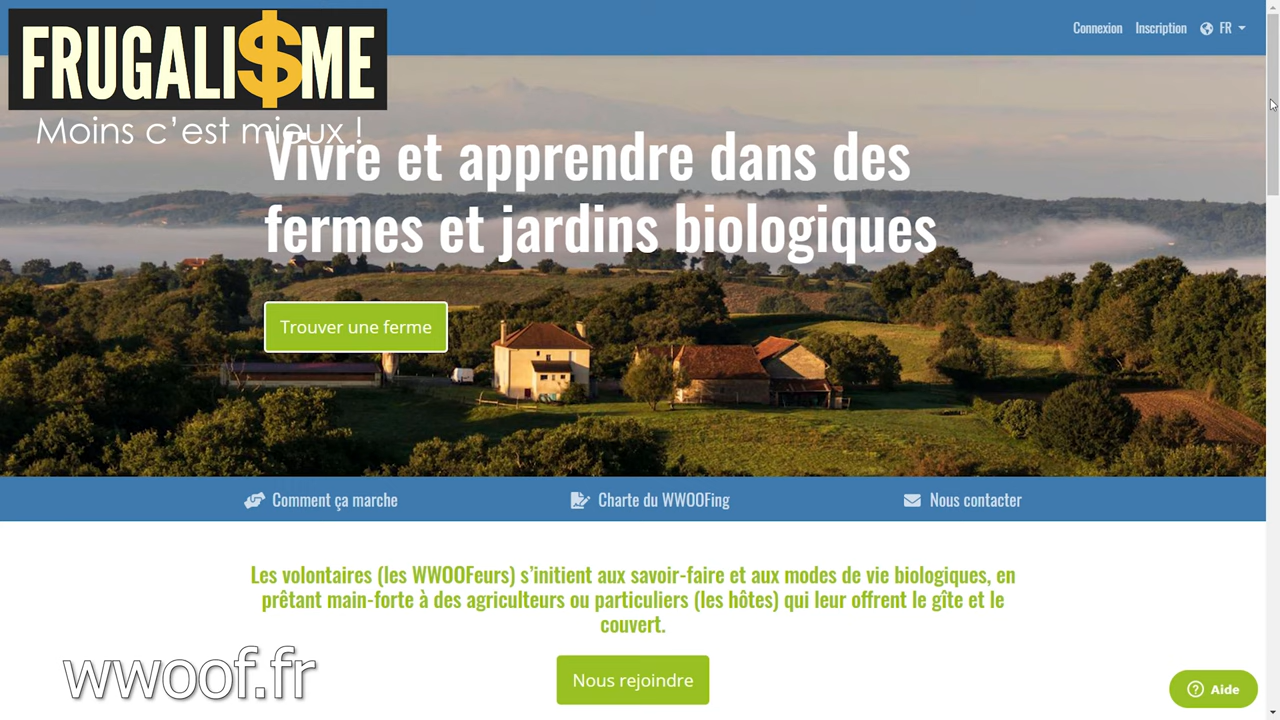 FRUGALI$ME
Moins c’est mieux !
Connexion Inscription FR
Vivre et apprendre dans des
fermes et jardins biologiques
Trouver une ferme
Comment ça marche Charte du WWOOFing Nous contacter
Les volontaires (les WWOOFeurs) s’initient aux savoir-faire et aux modes de vie biologiques, en
prêtant main-forte à des agriculteurs ou particuliers (les hôtes) qui leur offrent le gîte et le
couvert.
Nous rejoindre
wwoof.fr
Aide